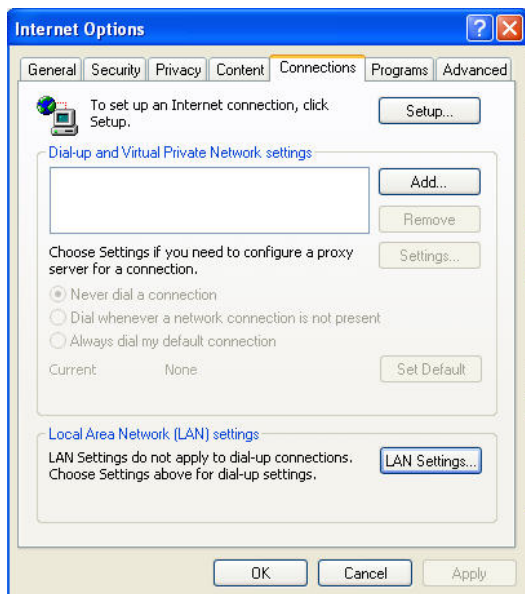 Internet Options
General Security Privacy Content Connections Programs Advanced
To set up an Internet connection, click
Setup.
Setup...
Dial-up and Virtual Private Network settings
Add...
Remove
Choose Settings if you need to configure a proxy
server for a connection.
Settings...
Never dial a connection
Dial whenever a network connection is not present
Always dial my default connection
Current None
Set Default
Local Area Network (LAN) settings
LAN Settings do not apply to dial-up connections.
Choose Settings above for dial-up settings.
LAN Settings...
OK Cancel Apply